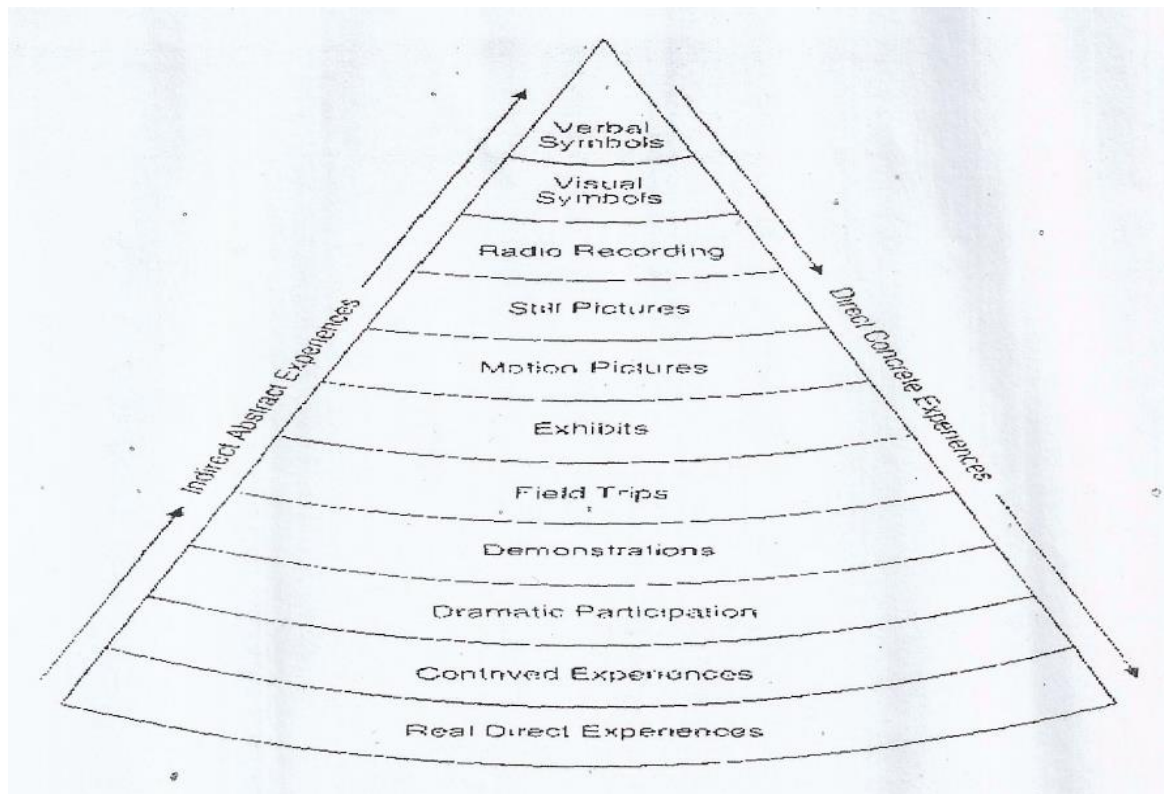 Verbal
Symbols
Visual
Symbols
Radio Recording
Still Pictures
Indirect Abstract Experiences
Direct Concrete Experiences
Motion Pictures
Exhibits
Field Trips
Demonstrations
Dramatic Participation
Contrived Experiences
Real Direct Experiences